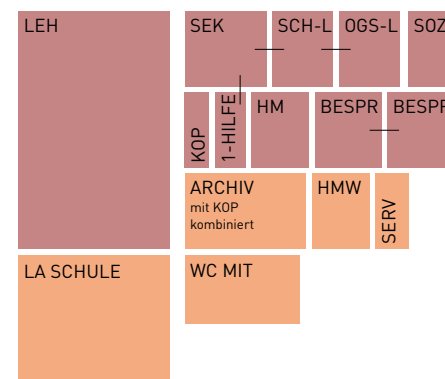 LEH
SEK
SCH-L
OGS-L
SOZ
KOP
1-HILFE
HM
BESPR
BESPR
ARCHIV
mit KOP
kombiniert
HMW
SERV
LA SCHULE
WC MIT